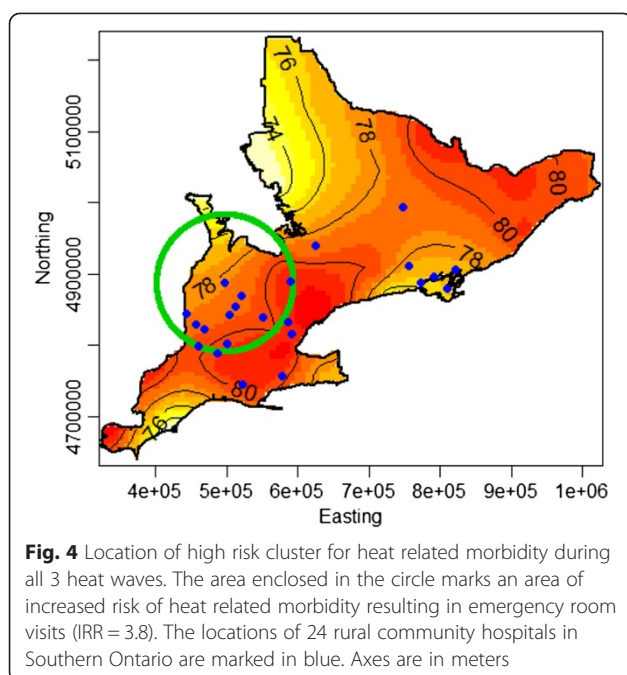 76
74
78
80
80
78
78
80
76
Northing
5100000
4900000
4700000
4e+05 5e+05 6e+05 7e+05 8e+05 9e+05 1e+06
Easting
Fig. 4 Location of high risk cluster for heat related morbidity during
all 3 heat waves. The area enclosed in the circle marks an area of
increased risk of heat related morbidity resulting in emergency room
visits (IRR = 3.8). The locations of 24 rural community hospitals in
Southern Ontario are marked in blue. Axes are in meters